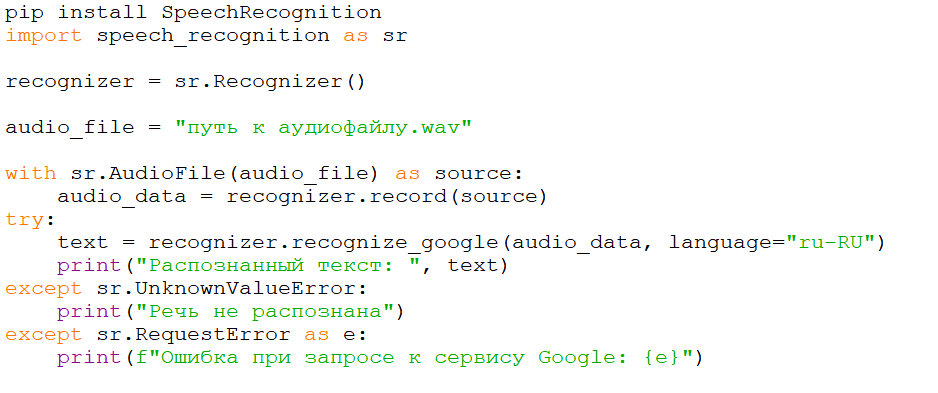 pip install SpeechRecognition
import speech_recognition as sr
recognizer = sr.Recognizer()
audio_file = "путь к аудиофайлу.wav"
with sr.AudioFile(audio_file) as source:
    audio_data = recognizer.record(source)
try:
    text = recognizer.recognize_google(audio_data, language="ru-RU")
    print("Распознанный текст: ", text)
except sr.UnknownValueError:
    print("Речь не распознана")
except sr.RequestError as e:
    print(f"Ошибка при запросе к сервису Google: {e}")